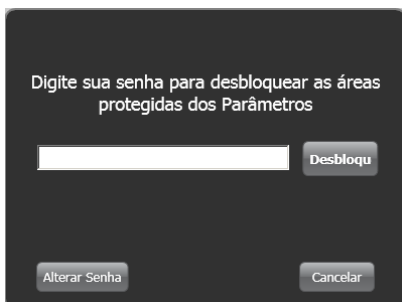 Digite sua senha para desbloquear as áreas
protegidas dos Parâmetros
Desbloqu
Alterar Senha
Cancelar